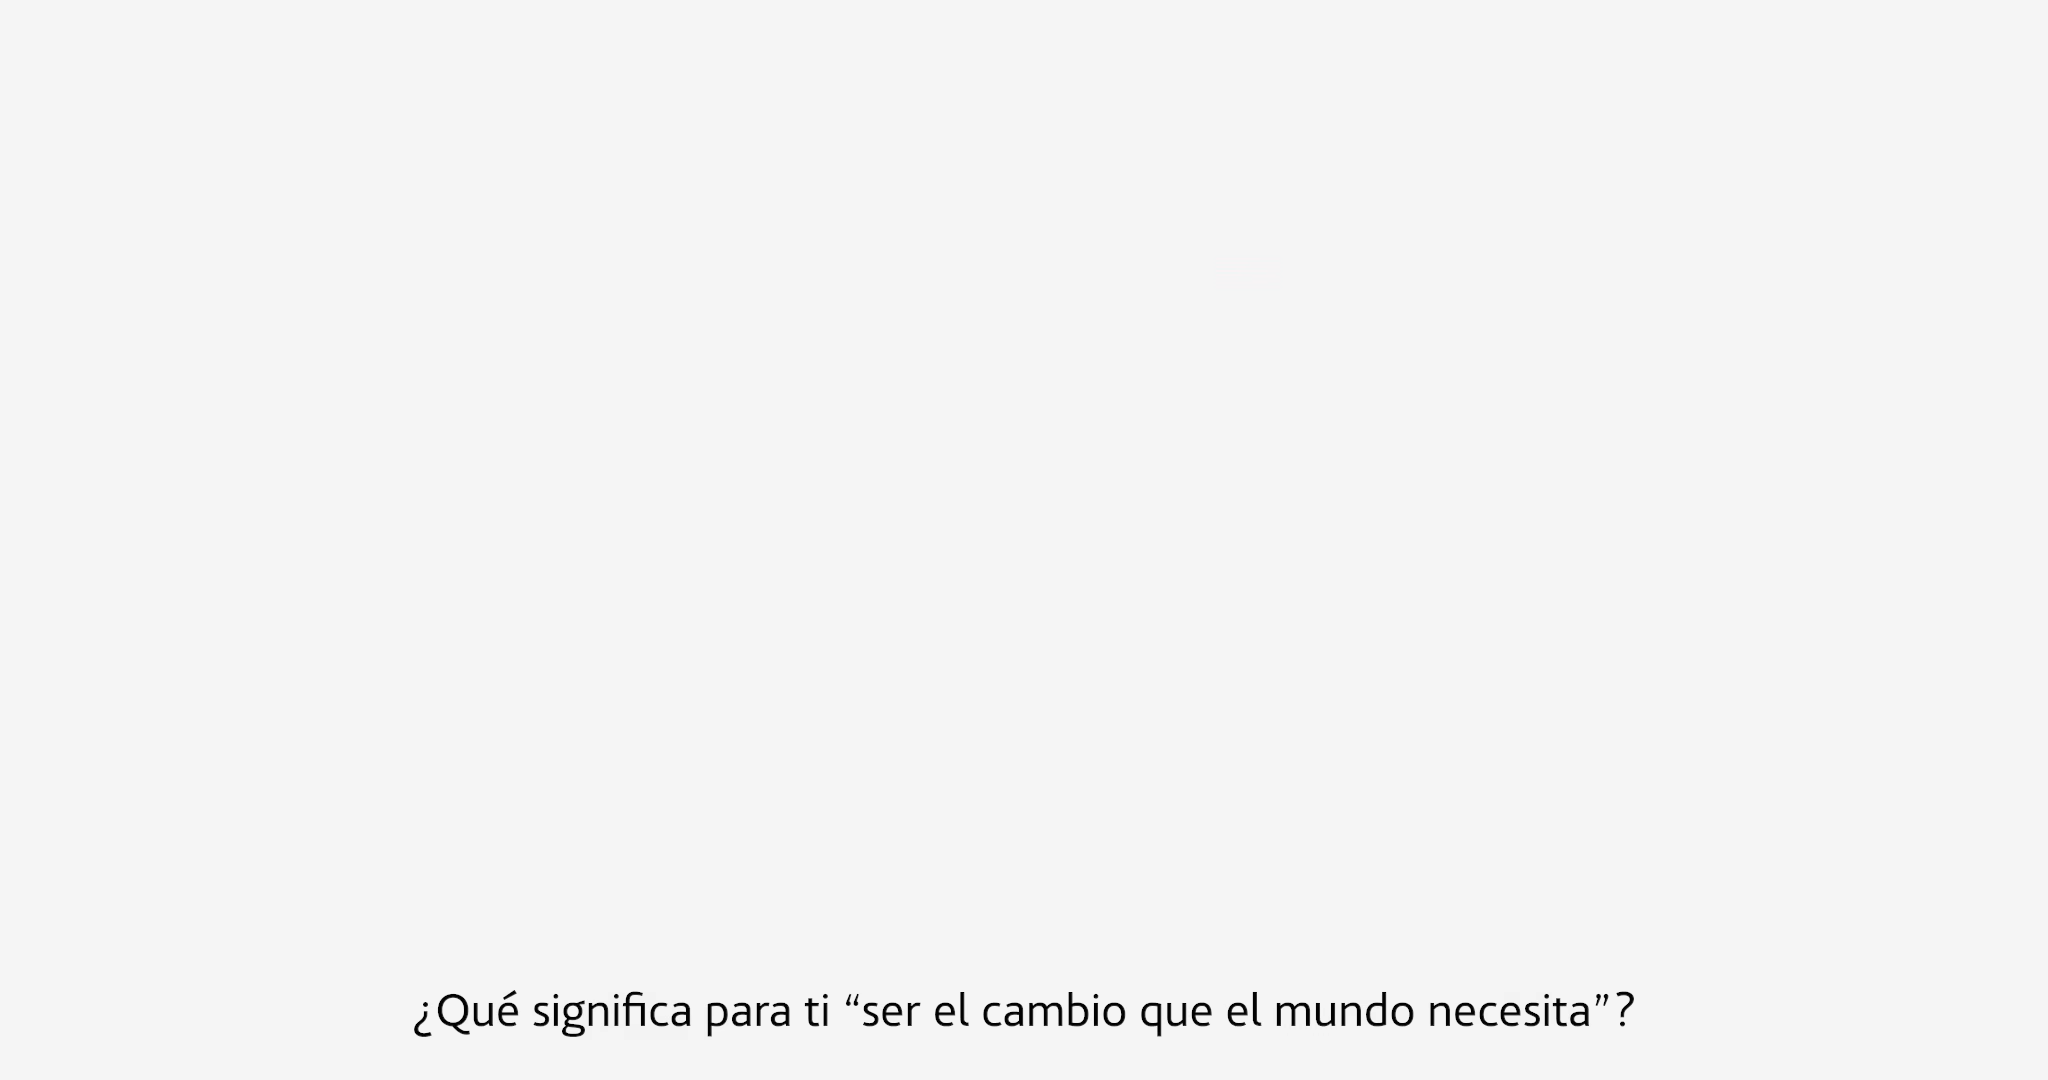 ¿Qué significa para ti “ser el cambio que el mundo necesita”?